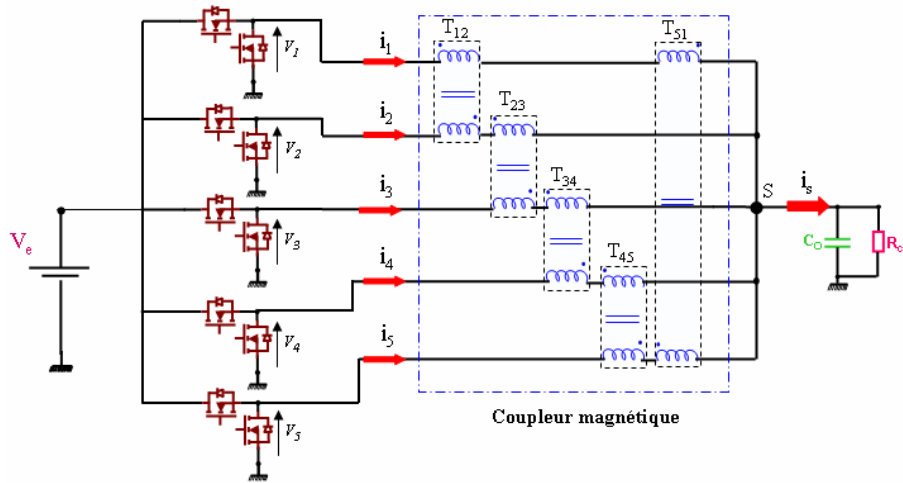 i1
T12
T51
V1
i2
T23
V2
i3
T34
S
is
Ve
V3
CO
Ro
i4
T45
V4
i5
V5
Coupleur magnétique